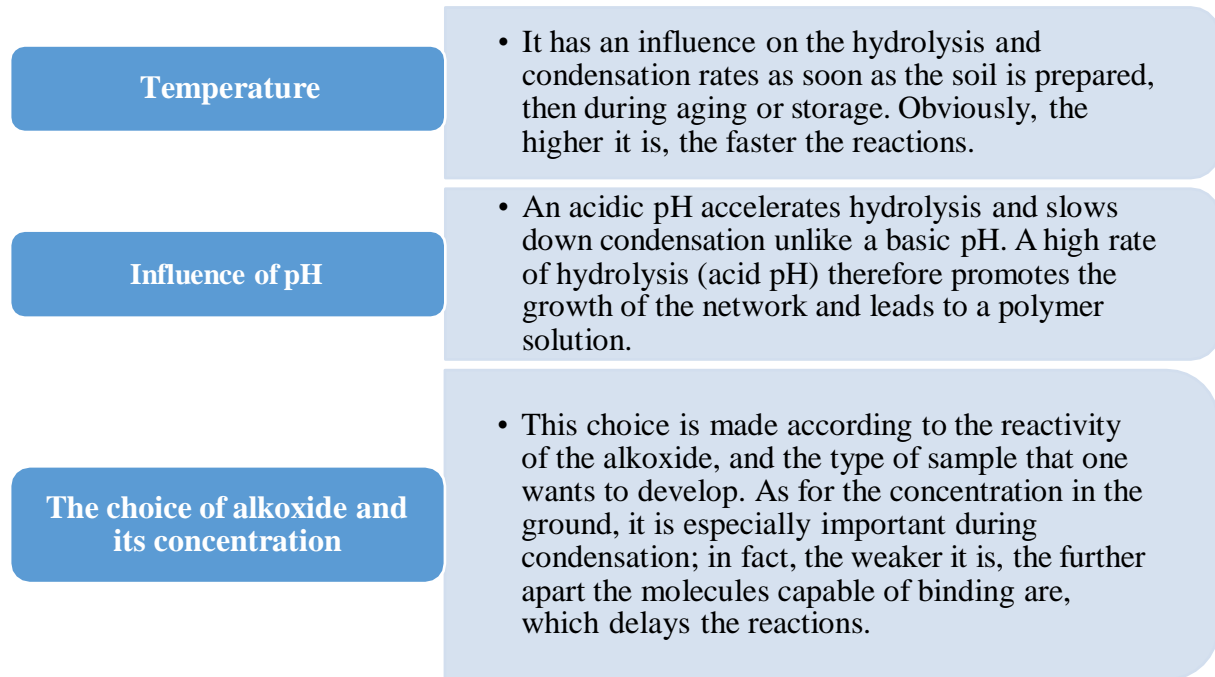 Temperature
• It has an influence on the hydrolysis and
condensation rates as soon as the soil is prepared,
then during aging or storage. Obviously, the
higher it is, the faster the reactions.
Influence of pH
• An acidic pH accelerates hydrolysis and slows
down condensation unlike a basic pH. A high rate
of hydrolysis (acid pH) therefore promotes the
growth of the network and leads to a polymer
solution.
The choice of alkoxide and
its concentration
• This choice is made according to the reactivity
of the alkoxide, and the type of sample that one
wants to develop. As for the concentration in the
ground, it is especially important during
condensation; in fact, the weaker it is, the further
apart the molecules capable of binding are,
which delays the reactions.